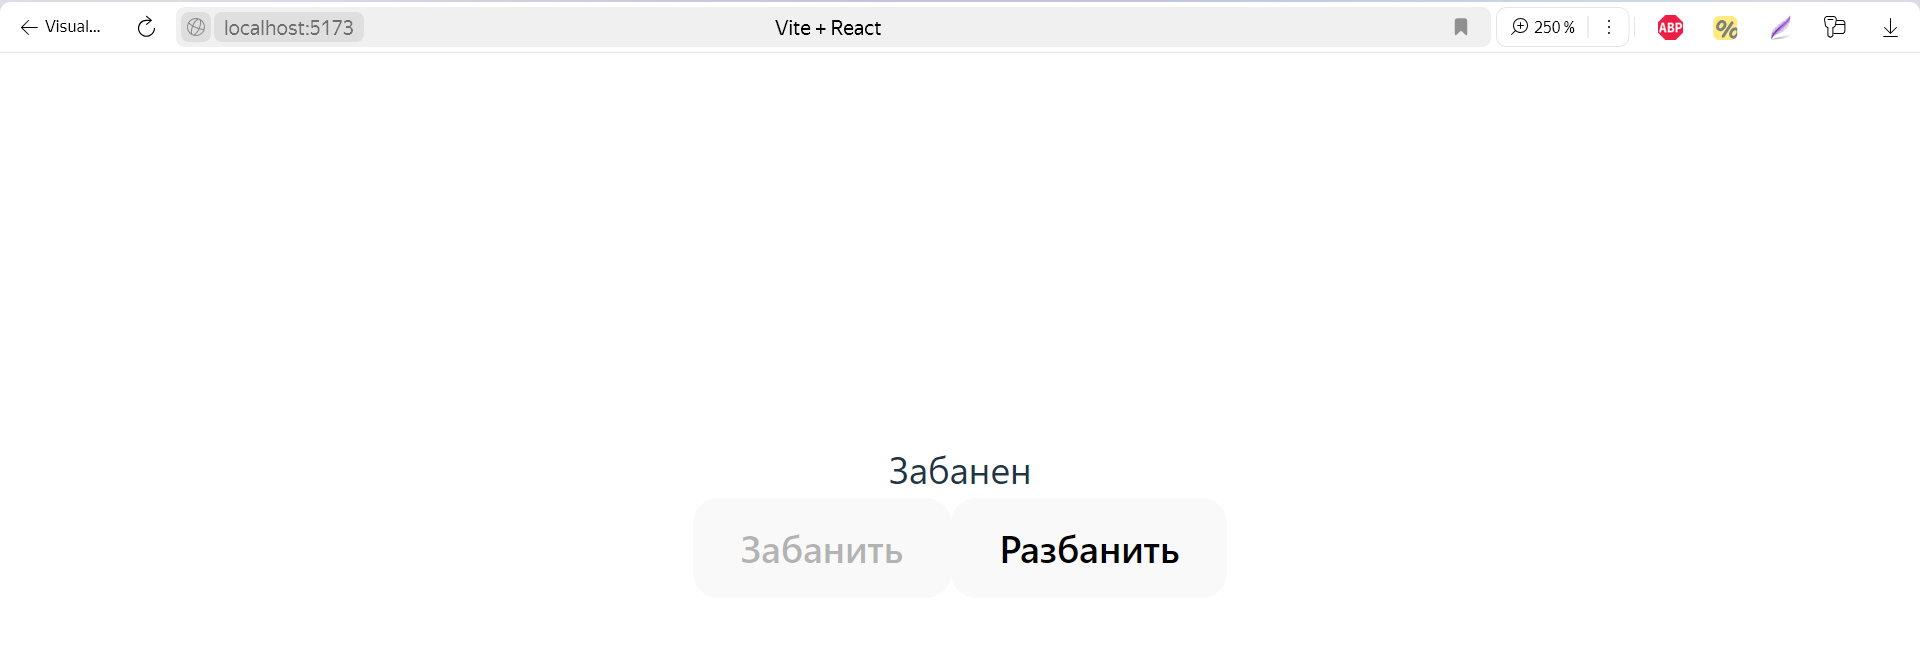 Visual...
localhost:5173
Vite + React
250 %
ABP
%
Забанен
Забанить
Разбанить